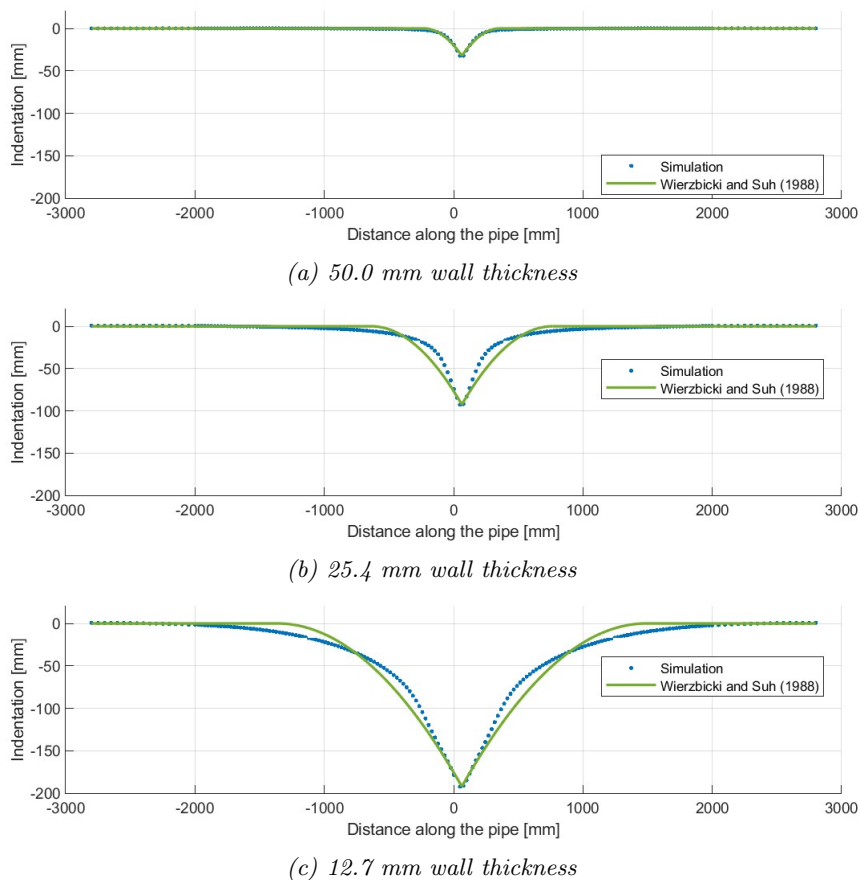 0
-50
-100
-150
-200
Indentation [mm]
Simulation
Wierzbicki and Suh (1988)
-3000 -2000 -1000 0 1000 2000 3000
Distance along the pipe [mm]
(a) 50.0 mm wall thickness
0
-50
-100
-150
-200
Indentation [mm]
Simulation
Wierzbicki and Suh (1988)
-3000 -2000 -1000 0 1000 2000 3000
Distance along the pipe [mm]
(b) 25.4 mm wall thickness
0
-50
-100
-150
-200
Indentation [mm]
Simulation
Wierzbicki and Suh (1988)
-3000 -2000 -1000 0 1000 2000 3000
Distance along the pipe [mm]
(c) 12.7 mm wall thickness